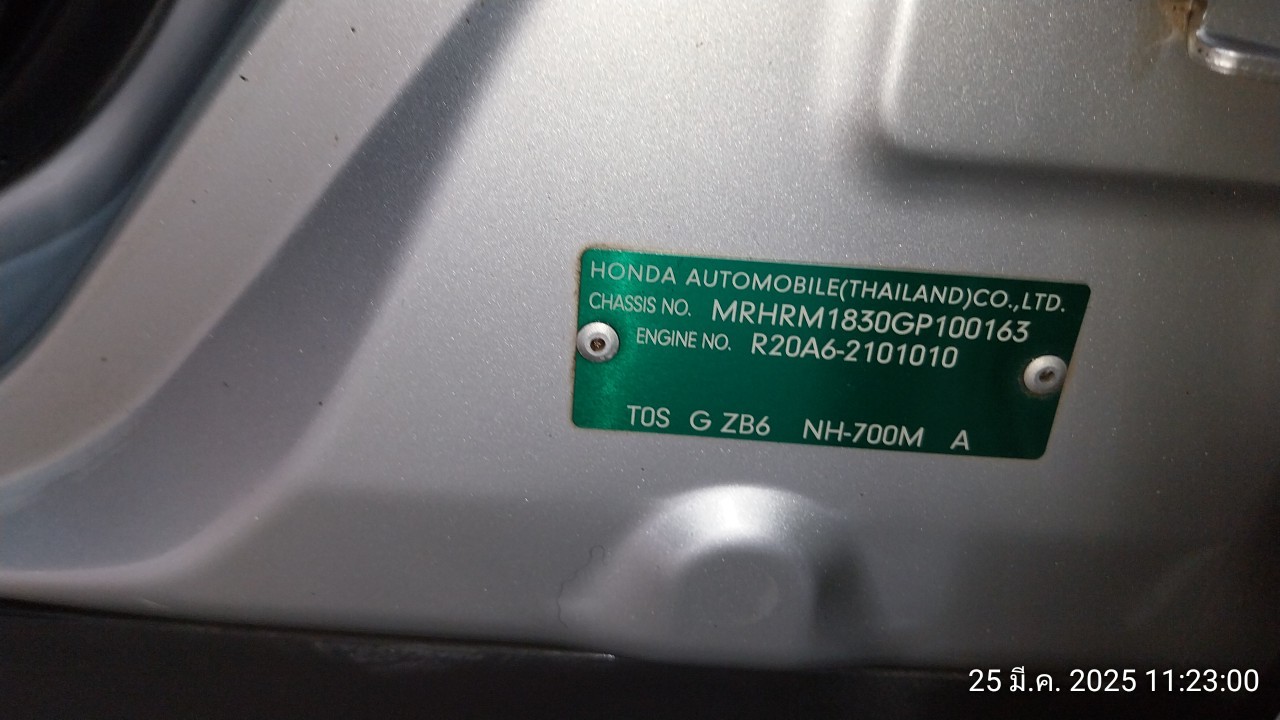 HONDA AUTOMOBILE(THAILAND)CO.,LTD.
CHASSIS NO. MRHRM1830GP100163
ENGINE NO. R20A6-2101010
T0S G ZB6 NH-700M A
25 มี.ค. 2025 11:23:00